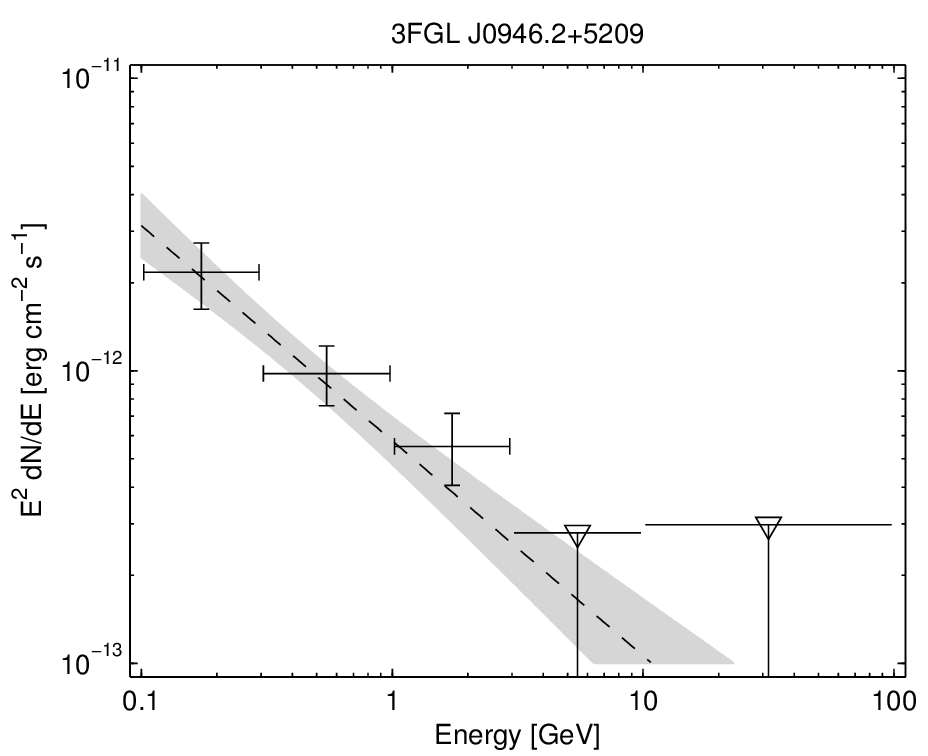 3FGL J0946.2+5209
10⁻¹¹
10⁻¹²
10⁻¹³
E² dN/dE [erg cm⁻² s⁻¹]
0.1 1 10 100
Energy [GeV]